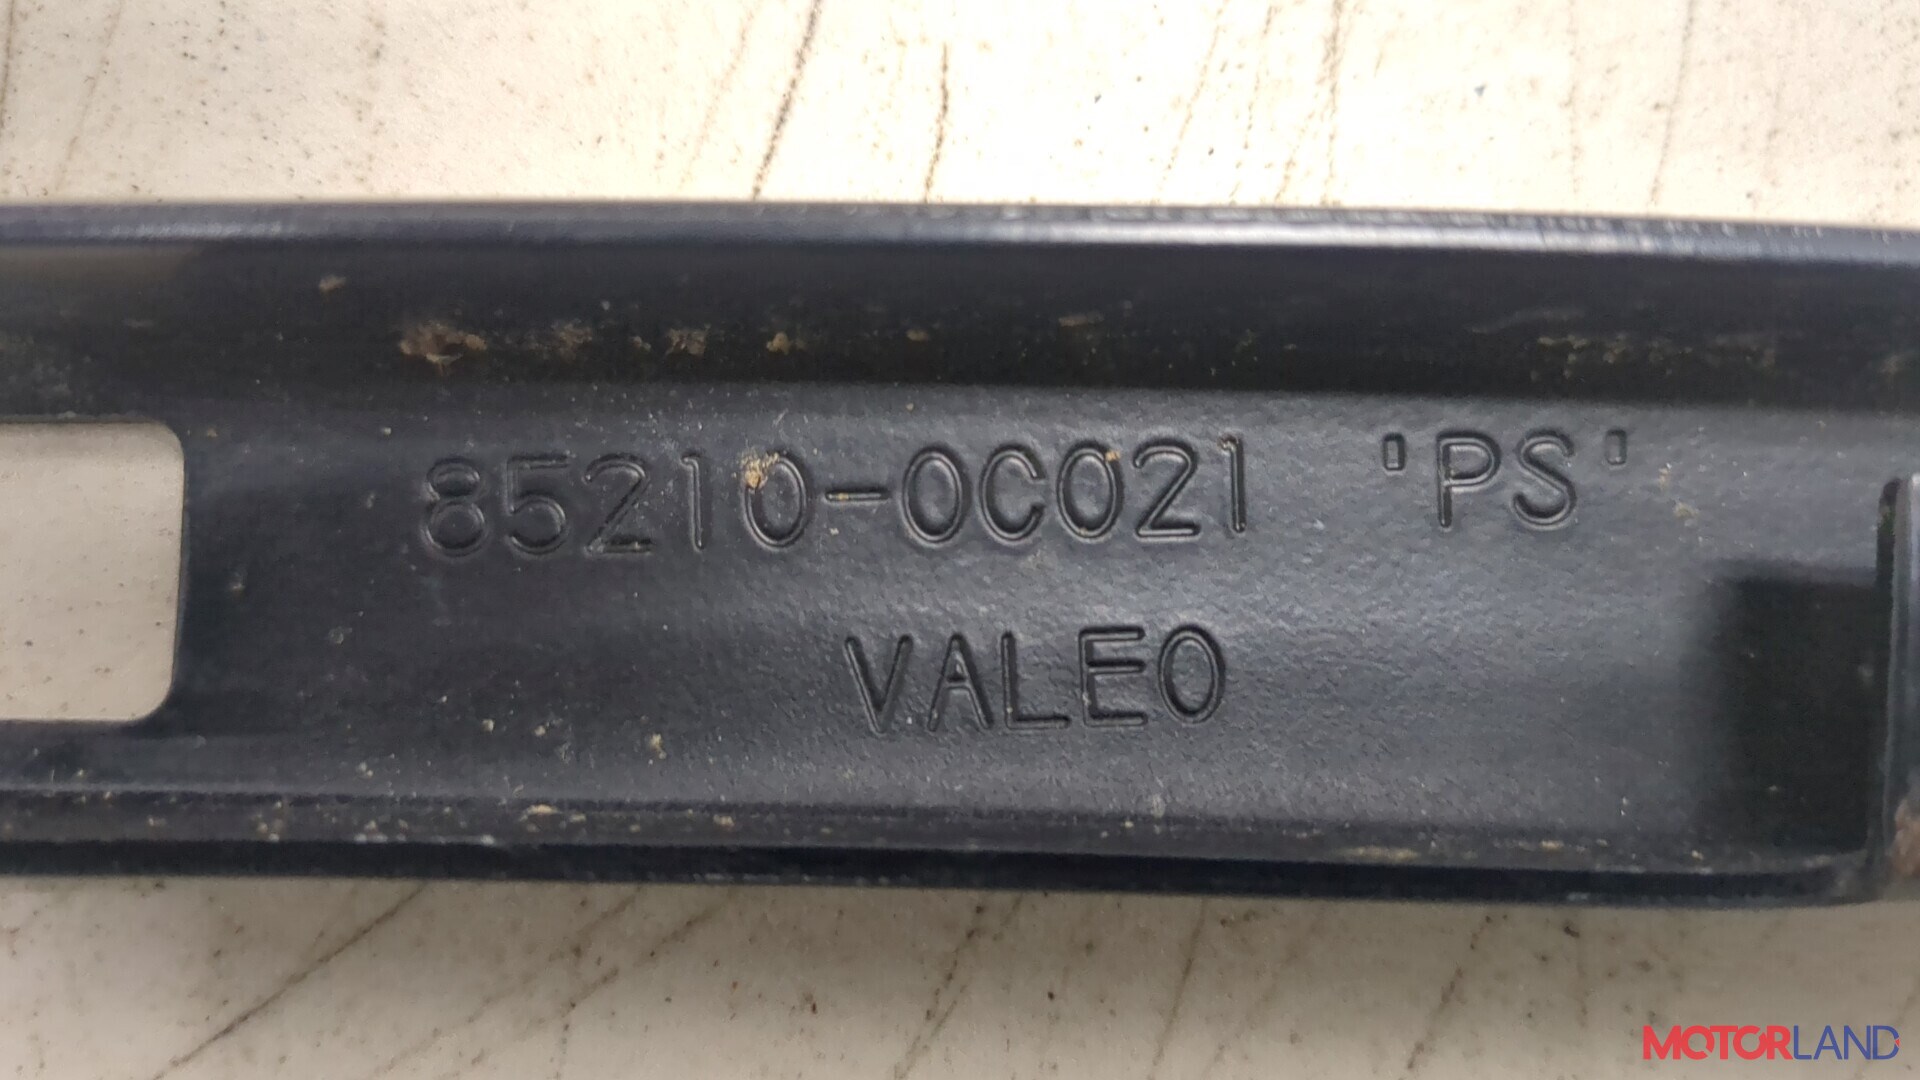 85210-0C021 'PS'
VALEO
MOTORLAND